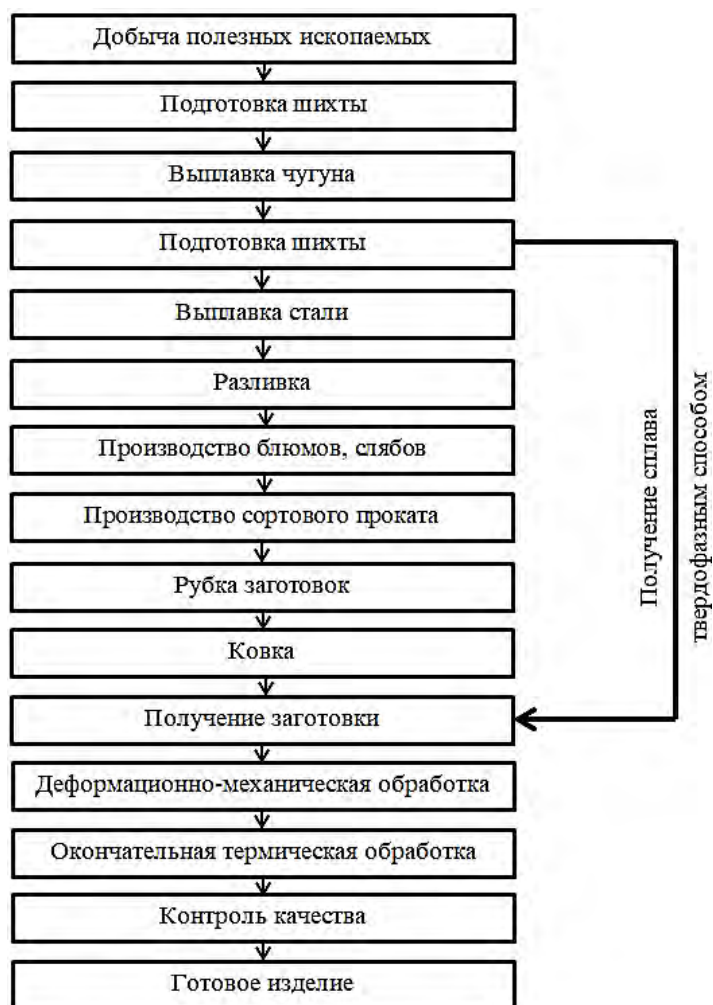 Добыча полезных ископаемых
Подготовка шихты
Выплавка чугуна
Подготовка шихты
Выплавка стали
Разливка
Производство блюмов, слябов
Производство сортового проката
Рубка заготовок
Ковка
Получение заготовки
Деформационно-механическая обработка
Окончательная термическая обработка
Контроль качества
Готовое изделие
Получение сплава
твердофазным способом